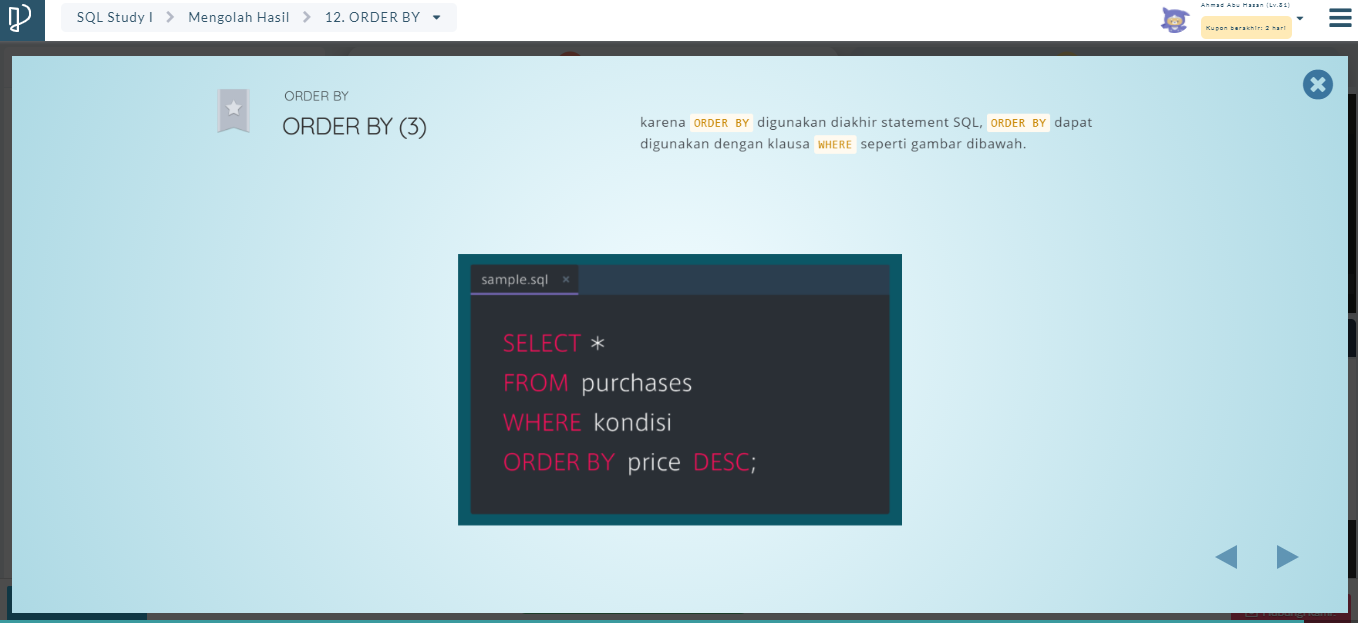 SQL Study I
Mengolah Hasil
12. ORDER BY
Ahmad Abu Hasan (Lv.31)
Kupon berakhir: 2 hari
ORDER BY
ORDER BY (3)
karena ORDER BY digunakan diakhir statement SQL, ORDER BY dapat
digunakan dengan klausa WHERE seperti gambar dibawah.
sample.sql ×
SELECT *
FROM purchases
WHERE kondisi
ORDER BY price DESC;